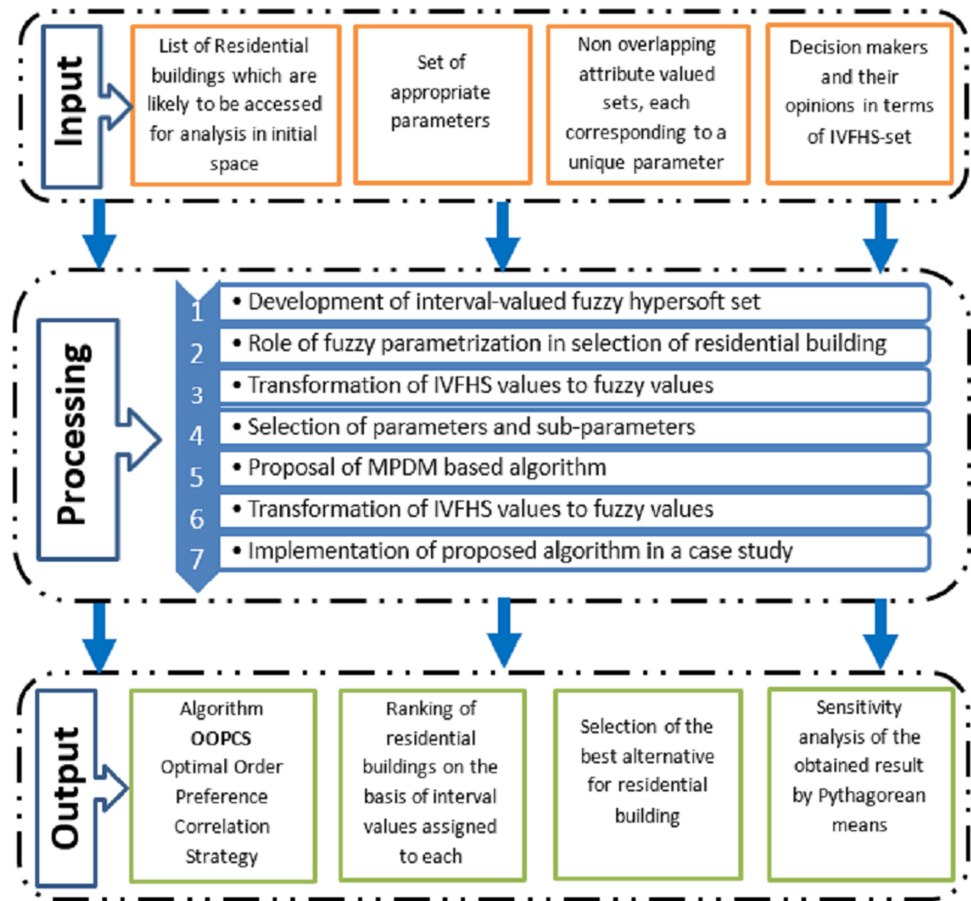 Input
List of Residential
buildings which are
likely to be accessed
for analysis in initial
space
Set of
appropriate
parameters
Non overlapping
attribute valued
sets, each
corresponding to a
unique parameter
Decision makers
and their
opinions in terms
of IVFHS-set
Processing
1 • Development of interval-valued fuzzy hypersoft set
2 • Role of fuzzy parametrization in selection of residential building
3 • Transformation of IVFHS values to fuzzy values
4 • Selection of parameters and sub-parameters
5 • Proposal of MPDM based algorithm
6 • Transformation of IVFHS values to fuzzy values
7 • Implementation of proposed algorithm in a case study
Output
Algorithm
OOPCS
Optimal Order
Preference
Correlation
Strategy
Ranking of
residential
buildings on the
basis of interval
values assigned
to each
Selection of the
best alternative
for residential
building
Sensitivity
analysis of the
obtained result
by Pythagorean
means